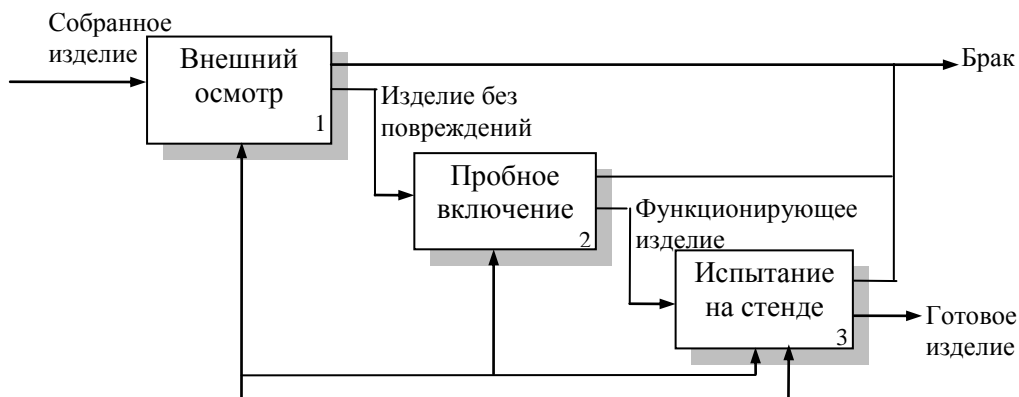 Собранное
изделие
Внешний
осмотр
1
Брак
Изделие без
повреждений
Пробное
включение
2
Функционирующее
изделие
Испытание
на стенде
3
Готовое
изделие